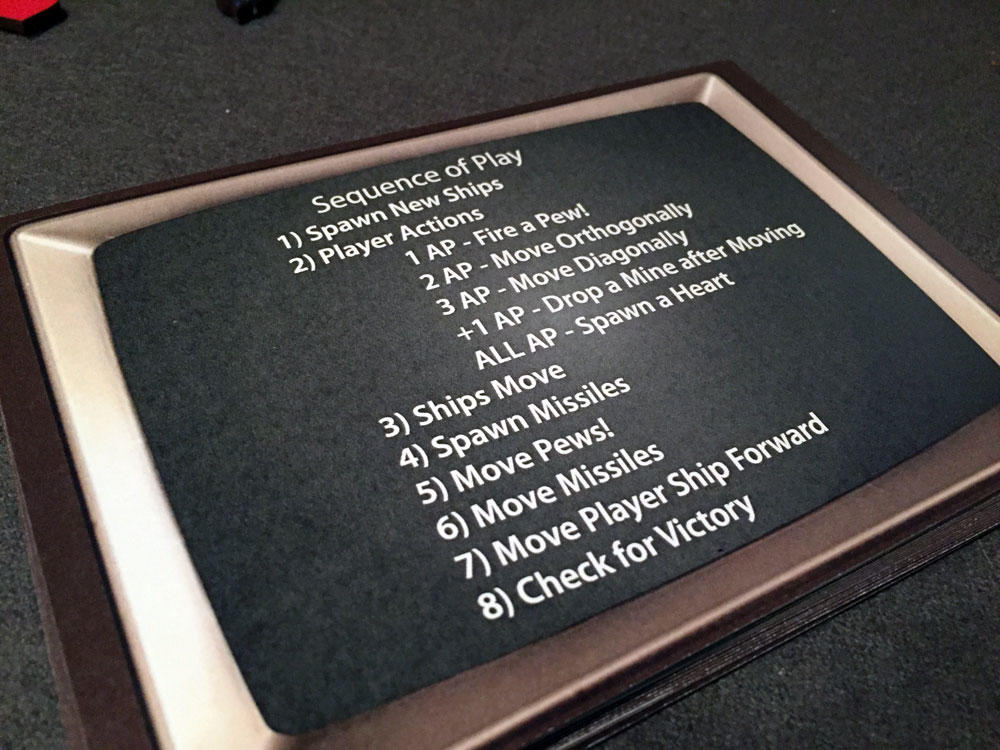 Sequence of Play
1) Spawn New Ships
2) Player Actions
1 AP - Fire a Pew!
2 AP - Move Orthogonally
3 AP - Move Diagonally
+1 AP - Drop a Mine after Moving
ALL AP - Spawn a Heart
3) Ships Move
4) Spawn Missiles
5) Move Pews!
6) Move Missiles
7) Move Player Ship Forward
8) Check for Victory